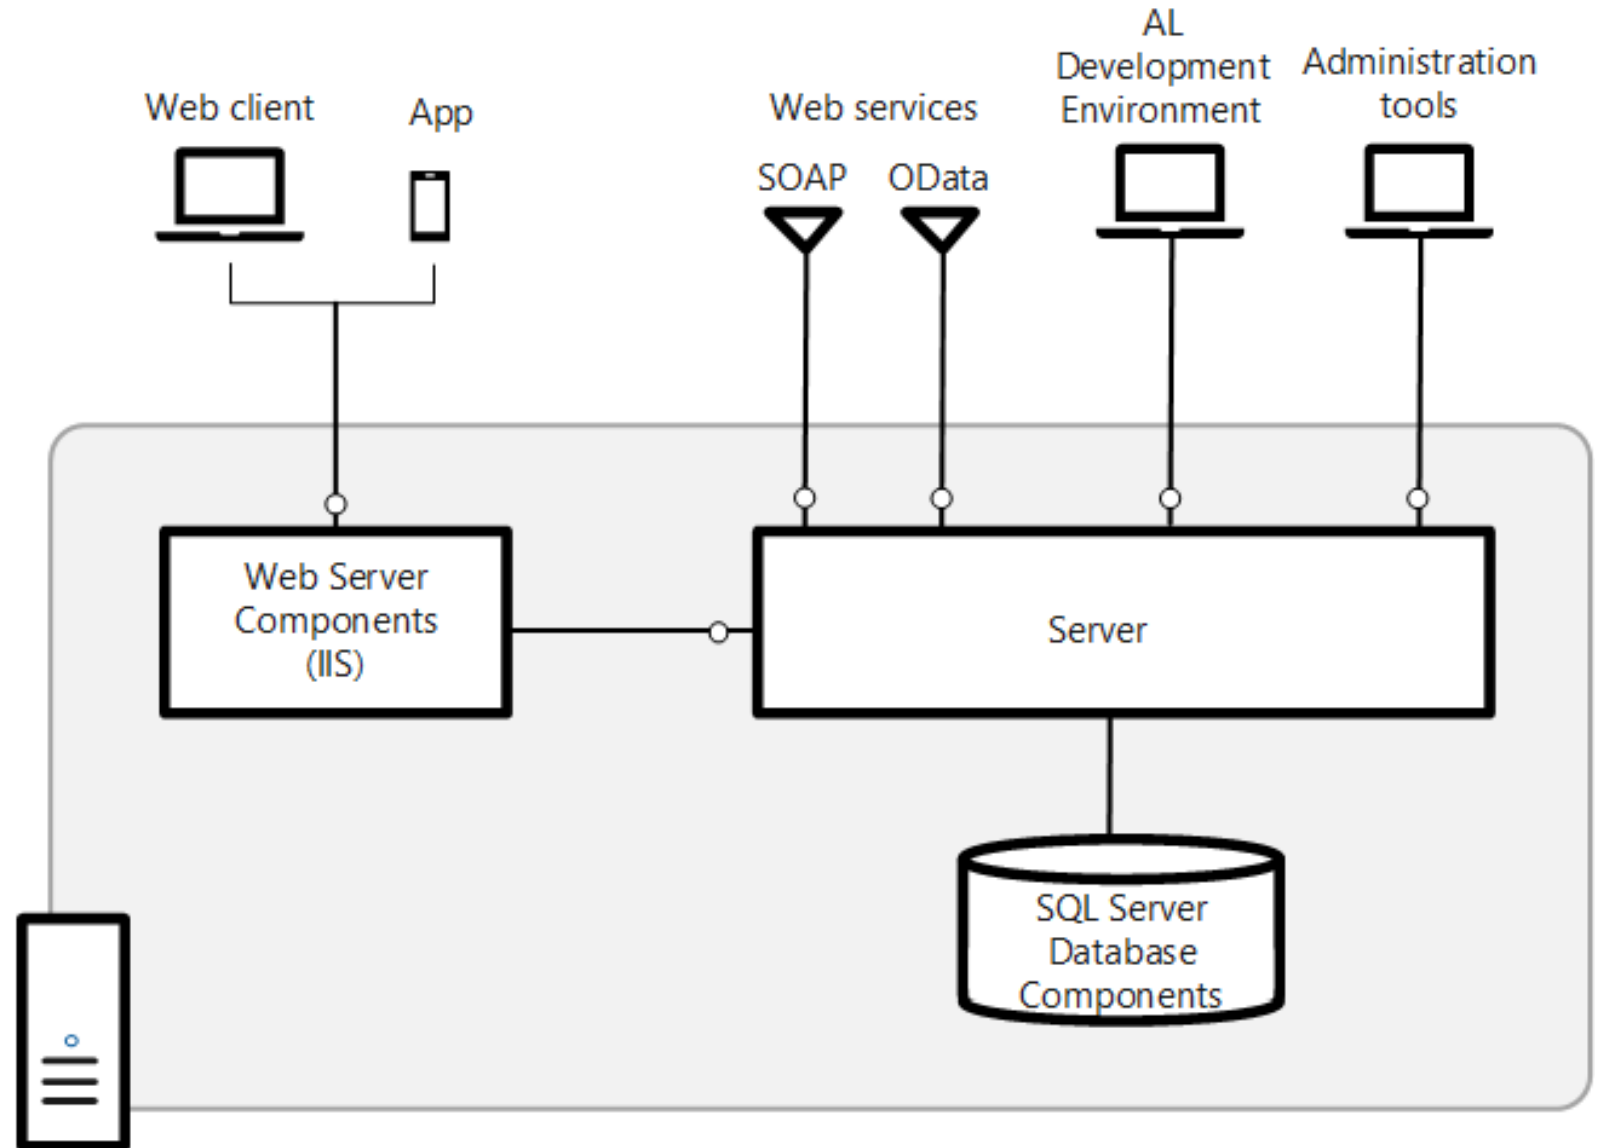 Web client
App
Web services
SOAP
OData
AL
Development
Environment
Administration
tools
Web Server
Components
(IIS)
Server
SQL Server
Database
Components